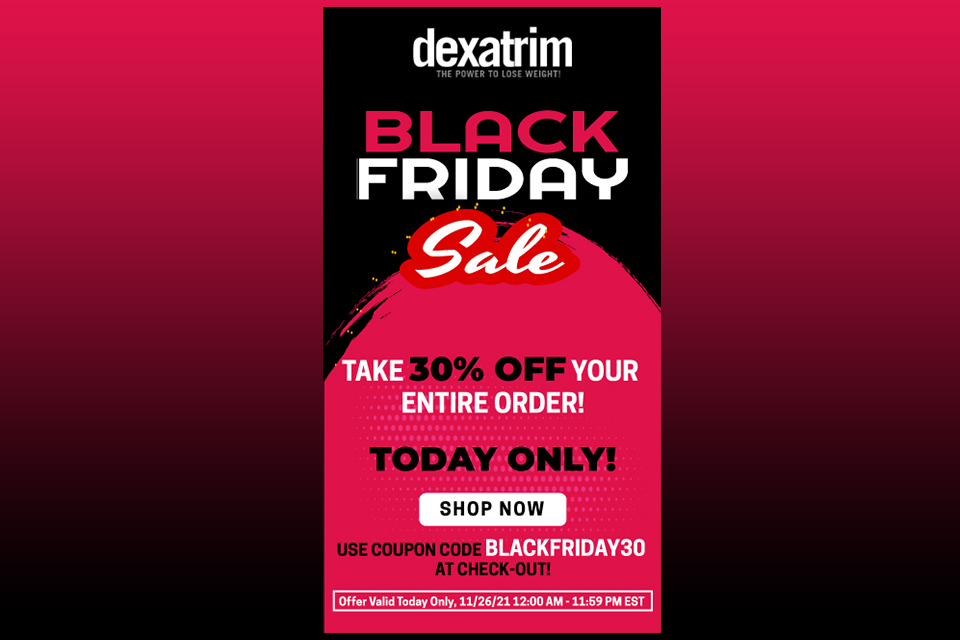 dexatrim
THE POWER TO LOSE WEIGHT!
BLACK
FRIDAY
Sale
TAKE 30% OFF YOUR
ENTIRE ORDER!
TODAY ONLY!
SHOP NOW
USE COUPON CODE BLACKFRIDAY30
AT CHECK-OUT!
Offer Valid Today Only, 11/26/21 12:00 AM - 11:59 PM EST